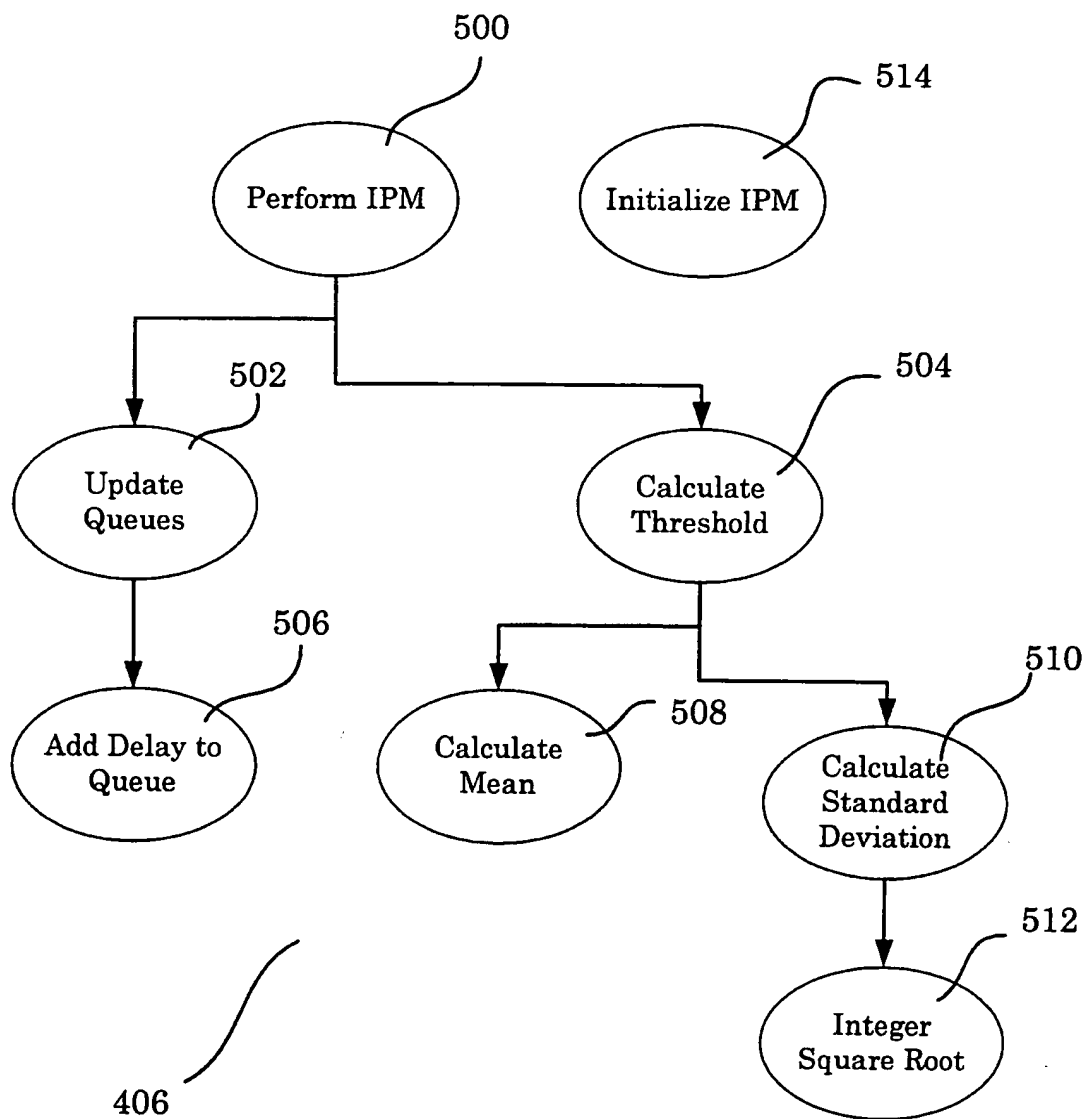 500
514
Perform IPM
Initialize IPM
502
504
Update
Queues
Calculate
Threshold
506
510
508
Add Delay to
Queue
Calculate
Mean
Calculate
Standard
Deviation
512
Integer
Square Root
406